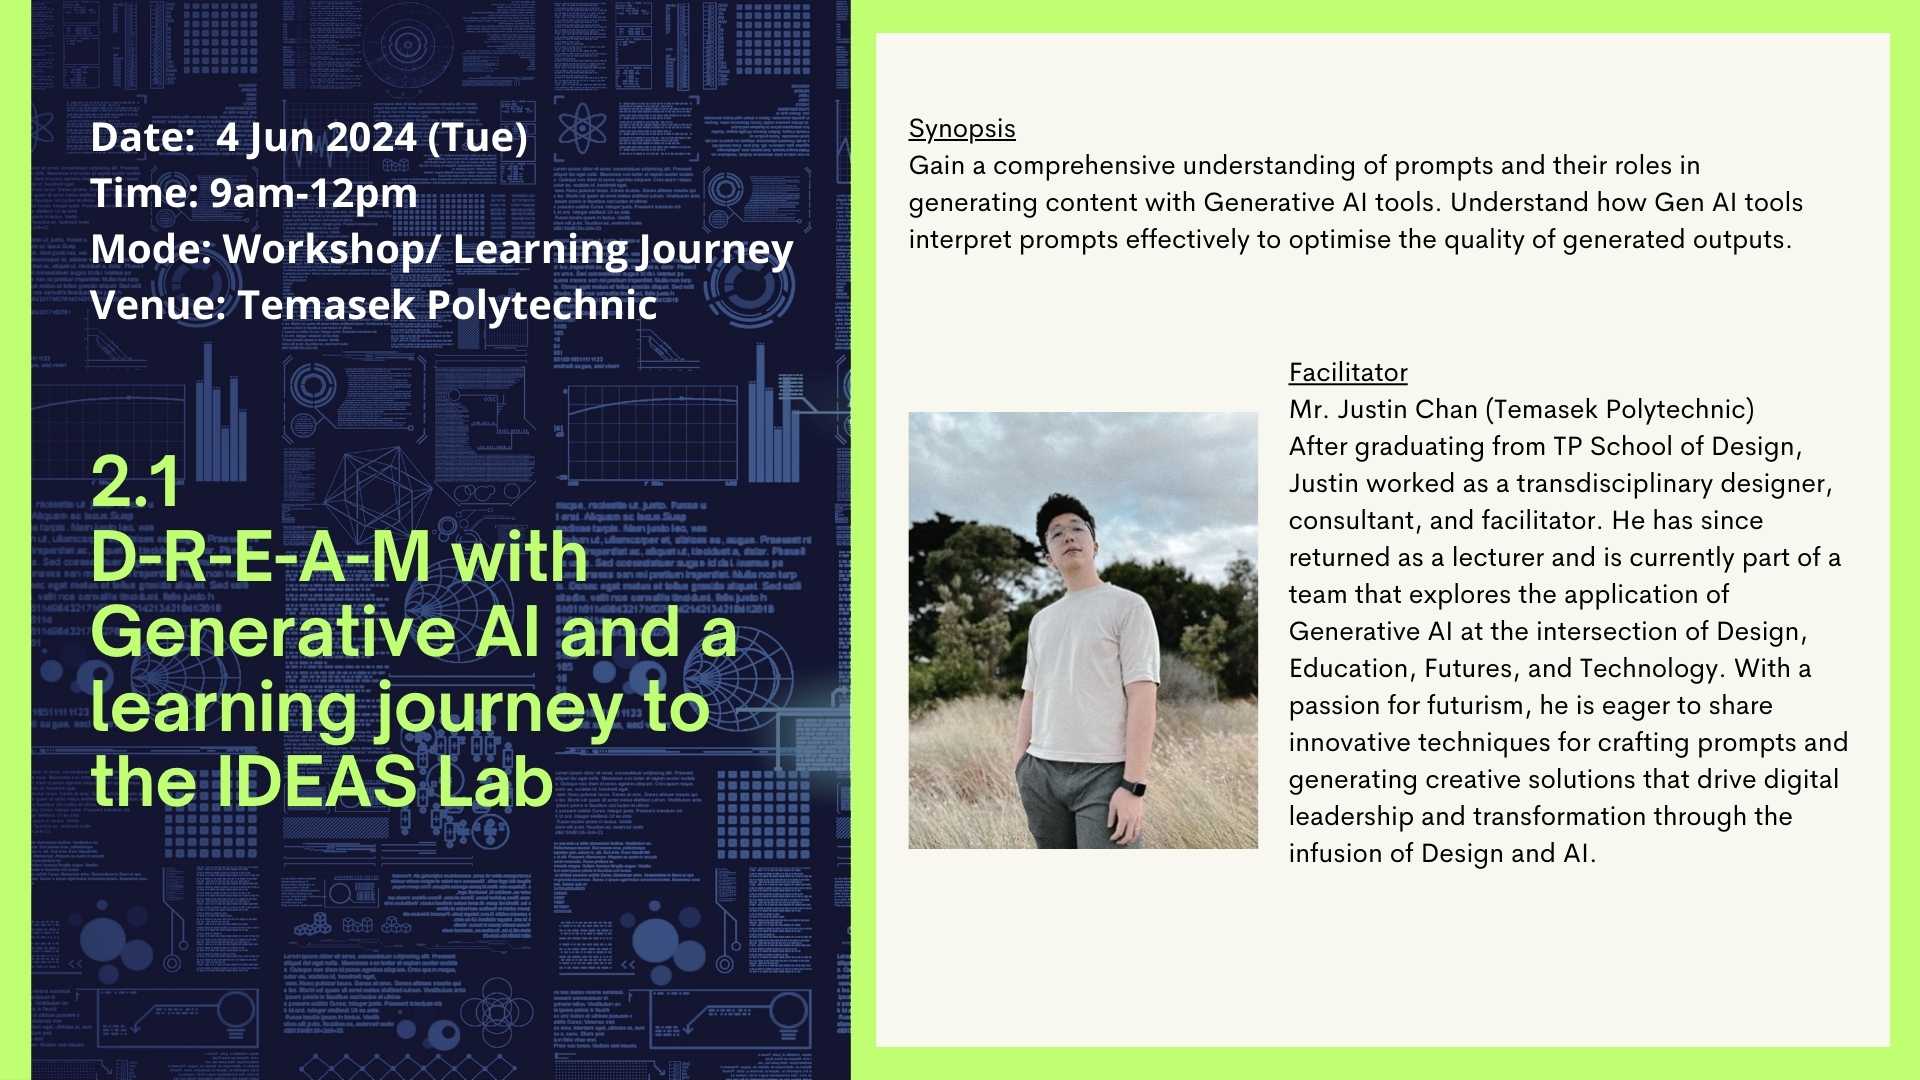 Date:  4 Jun 2024 (Tue)
Time: 9am-12pm
Mode: Workshop/ Learning Journey
Venue: Temasek Polytechnic
2.1
D-R-E-A-M with
Generative AI and a
learning journey to
the IDEAS Lab
Synopsis
Gain a comprehensive understanding of prompts and their roles in
generating content with Generative AI tools. Understand how Gen AI tools
interpret prompts effectively to optimise the quality of generated outputs.
Facilitator
Mr. Justin Chan (Temasek Polytechnic)
After graduating from TP School of Design,
Justin worked as a transdisciplinary designer,
consultant, and facilitator. He has since
returned as a lecturer and is currently part of a
team that explores the application of
Generative AI at the intersection of Design,
Education, Futures, and Technology. With a
passion for futurism, he is eager to share
innovative techniques for crafting prompts and
generating creative solutions that drive digital
leadership and transformation through the
infusion of Design and AI.